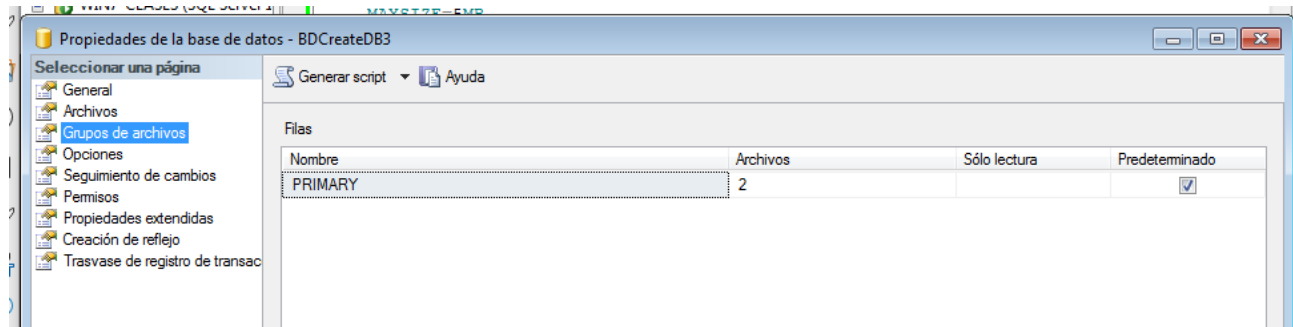 MAXSIZE=5MB
Propiedades de la base de datos - BDCreateDB3
Seleccionar una página
General
Archivos
Grupos de archivos
Opciones
Seguimiento de cambios
Permisos
Propiedades extendidas
Creación de reflejo
Trasvase de registro de transac
Generar script Ayuda
Filas
Nombre Archivos Sólo lectura Predeterminado
PRIMARY 2